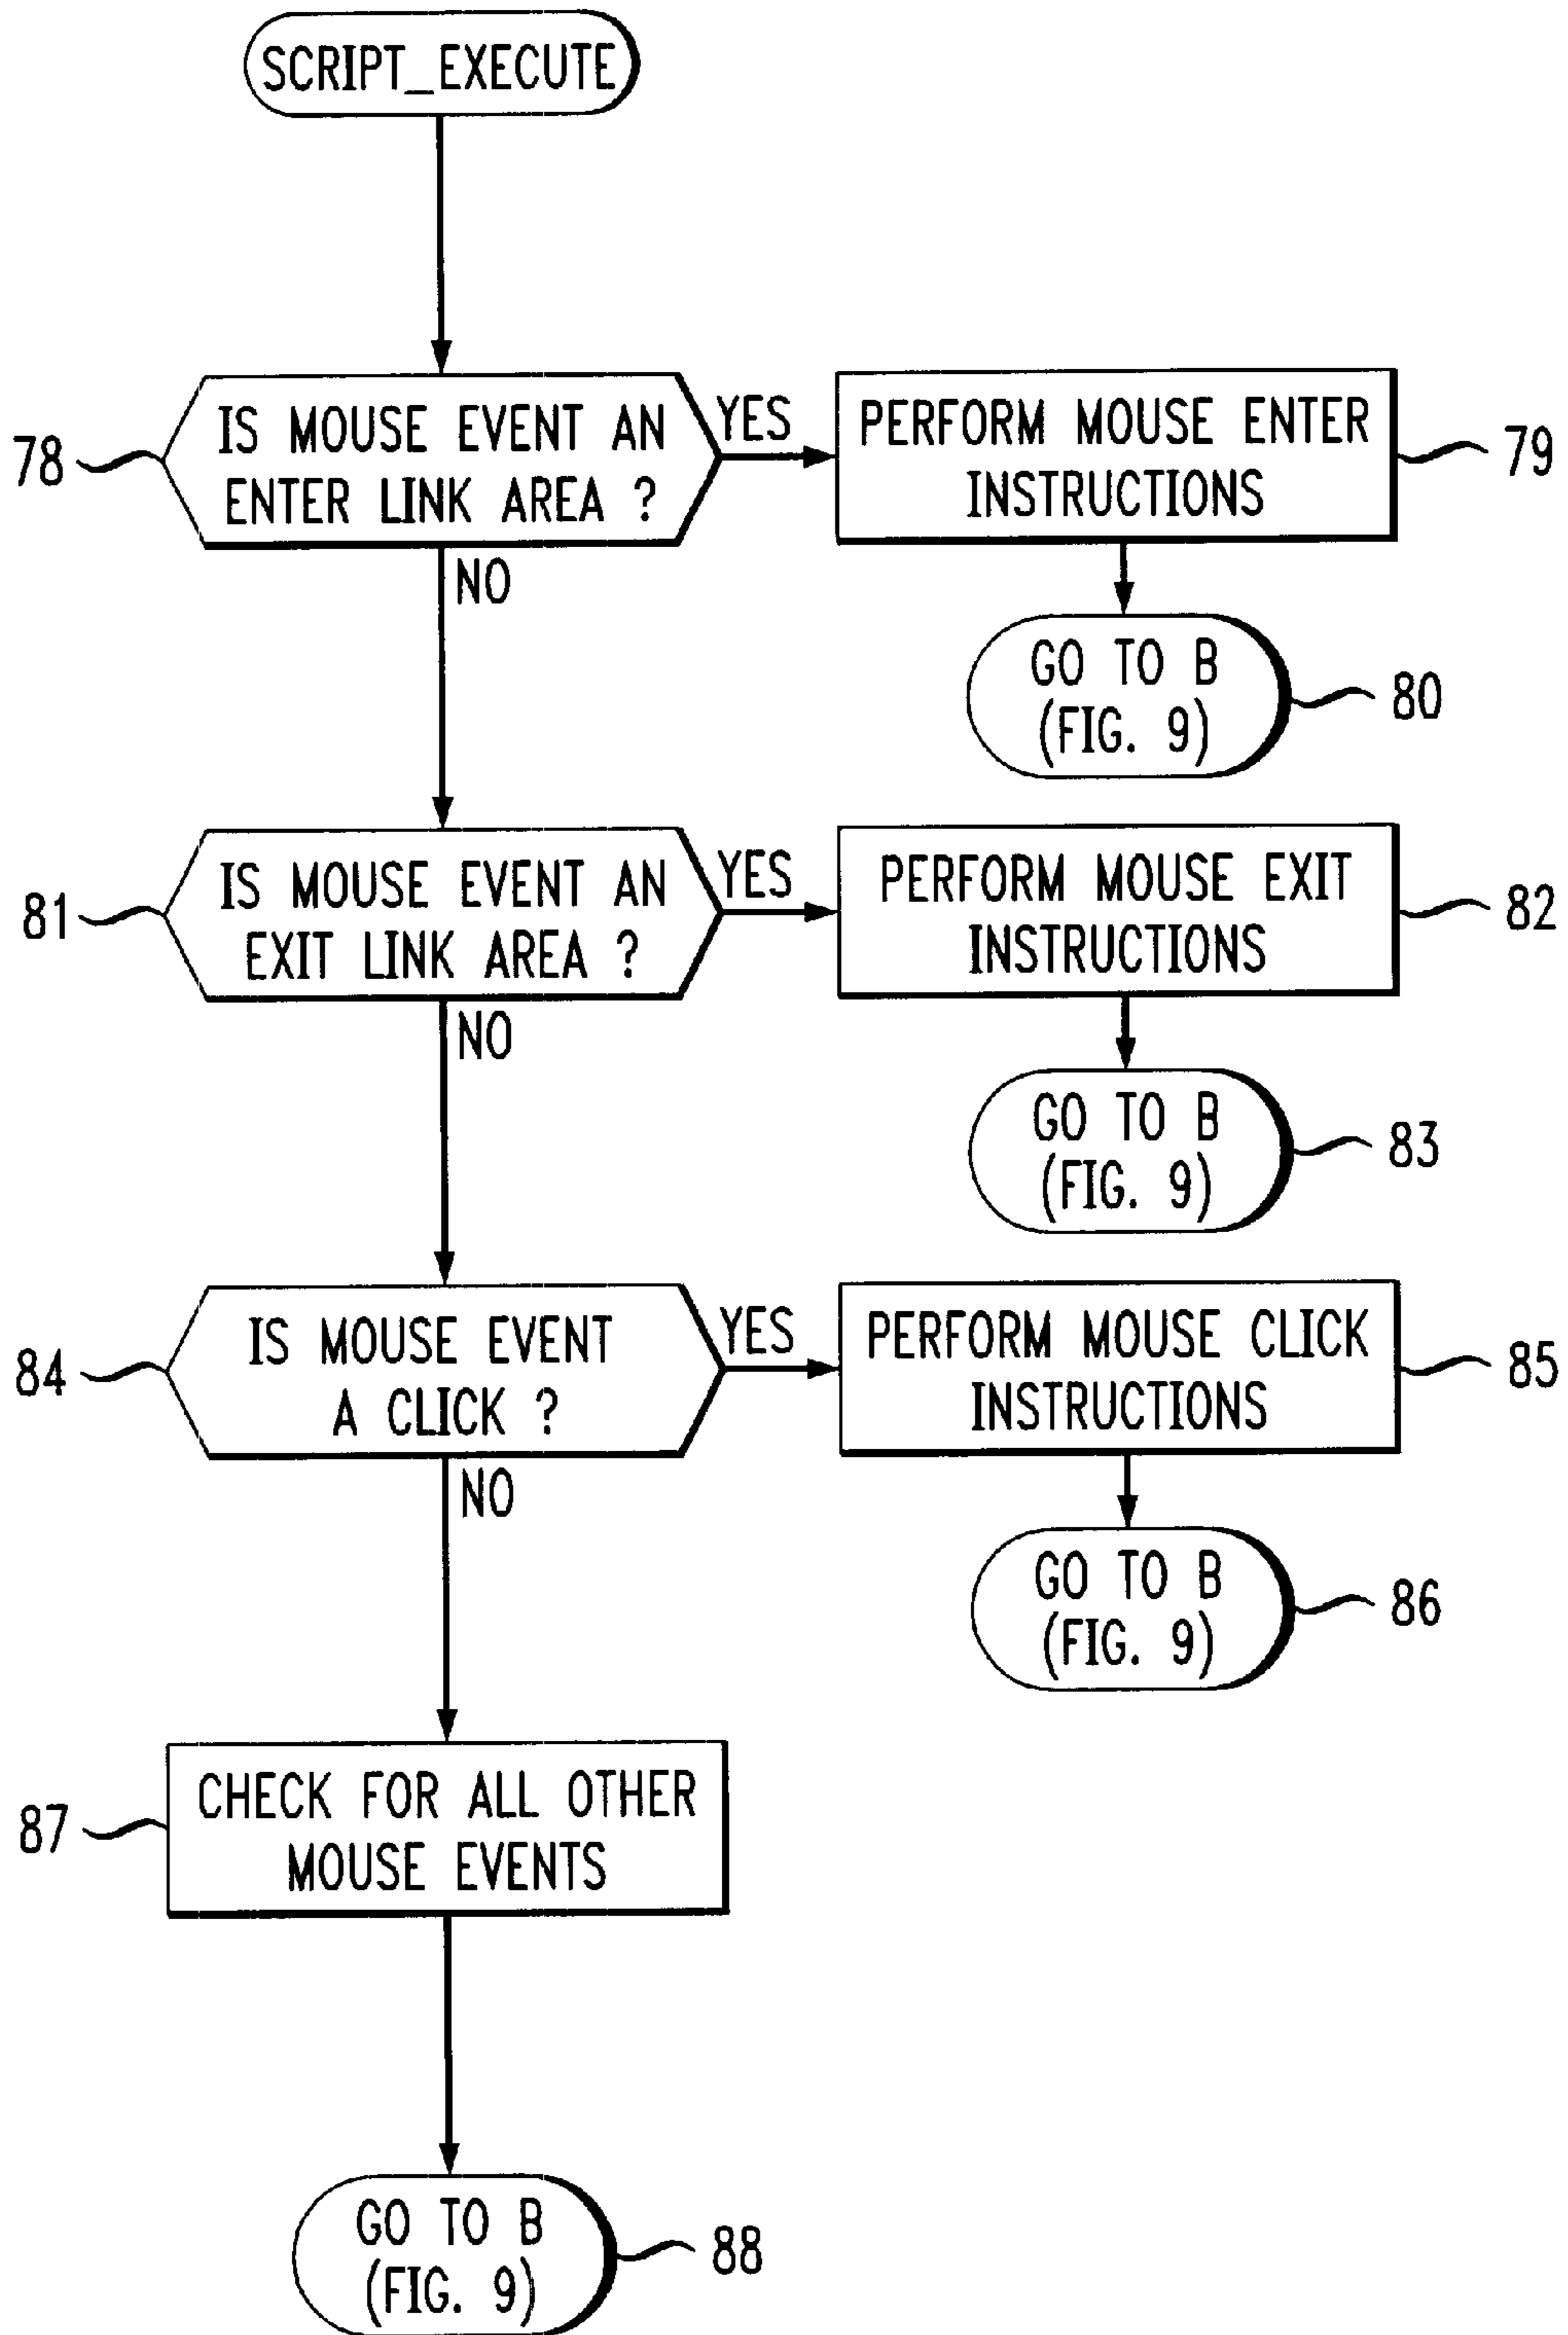 SCRIPT_EXECUTE
78
IS MOUSE EVENT AN
ENTER LINK AREA ?
YES
PERFORM MOUSE ENTER
INSTRUCTIONS
79
NO
GO TO B
(FIG. 9)
80
81
IS MOUSE EVENT AN
EXIT LINK AREA ?
YES
PERFORM MOUSE EXIT
INSTRUCTIONS
82
NO
GO TO B
(FIG. 9)
83
84
IS MOUSE EVENT
A CLICK ?
YES
PERFORM MOUSE CLICK
INSTRUCTIONS
85
NO
GO TO B
(FIG. 9)
86
87
CHECK FOR ALL OTHER
MOUSE EVENTS
GO TO B
(FIG. 9)
88